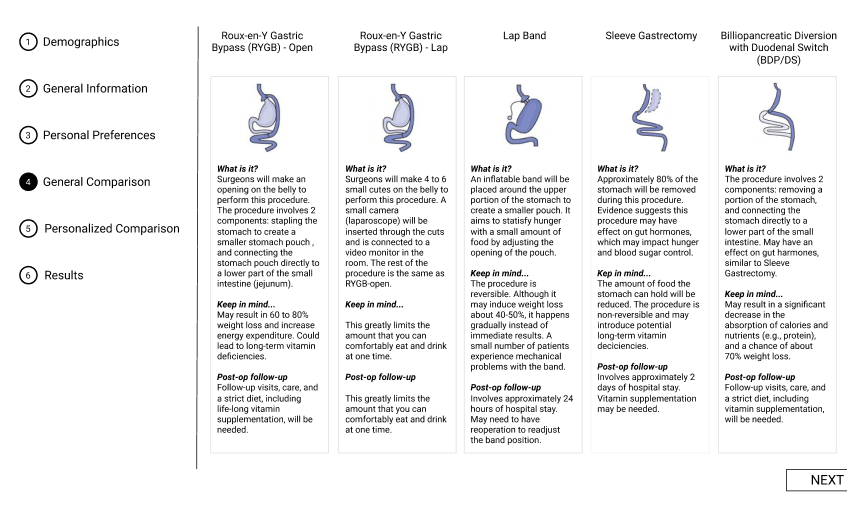 1 Demographics
2 General Information
3 Personal Preferences
4 General Comparison
5 Personalized Comparison
6 Results
Roux-en-Y Gastric
Bypass (RYGB) - Open
What is it?
Surgeons will make an
opening on the belly to
perform this procedure.
The procedure involves 2
components: stapling the
stomach to create a
smaller stomach pouch ,
and connecting the
stomach pouch directly to
a lower part of the small
intestine (jejunum).
Keep in mind...
May result in 60 to 80%
weight loss and increase
energy expenditure. Could
lead to long-term vitamin
deficiencies.
Post-op follow-up
Follow-up visits, care, and
a strict diet, including
life-long vitamin
supplementation, will be
needed.
Roux-en-Y Gastric
Bypass (RYGB) - Lap
What is it?
Surgeons will make 4 to 6
small cutes on the belly to
perform this procedure. A
small camera
(laparoscope) will be
inserted through the cuts
and is connected to a
video monitor in the
room. The rest of the
procedure is the same as
RYGB-open.
Keep in mind...
This greatly limits the
amount that you can
comfortably eat and drink
at one time.
Post-op follow-up
This greatly limits the
amount that you can
comfortably eat and drink
at one time.
Lap Band
What is it?
An inflatable band will be
placed around the upper
portion of the stomach to
create a smaller pouch. It
aims to statisfy hunger
with a small amount of
food by adjusting the
opening of the pouch.
Keep in mind...
The procedure is
reversible. Although it
may induce weight loss
about 40-50%, it happens
gradually instead of
immediate results. A
small number of patients
experience mechanical
problems with the band.
Post-op follow-up
Involves approximately 24
hours of hospital stay.
May need to have
reoperation to readjust
the band position.
Sleeve Gastrectomy
What is it?
Approximately 80% of the
stomach will be removed
during this procedure.
Evidence suggests this
procedure may have
effect on gut hormones,
which may impact hunger
and blood sugar control.
Kep in mind...
The amount of food the
stomach can hold will be
reduced. The procedure is
non-reversible and may
introduce potential
long-term vitamin
deciciencies.
Post-op follow-up
Involves approximately 2
days of hospital stay.
Vitamin supplementation
may be needed.
Billiopancreatic Diversion
with Duodenal Switch
(BDP/DS)
What is it?
The procedure involves 2
components: removing a
portion of the stomach,
and connecting the
stomach directly to a
lower part of the small
intestine. May have an
effect on gut hormones,
similar to Sleeve
Gastrectomy.
Keep in mind...
May result in a significant
decrease in the
absorption of calories and
nutrients (e.g., protein),
and a chance of about
70% weight loss.
Post-op follow-up
Follow-up visits, care, and
a strict diet, including
vitamin supplementation,
will be needed.
NEXT